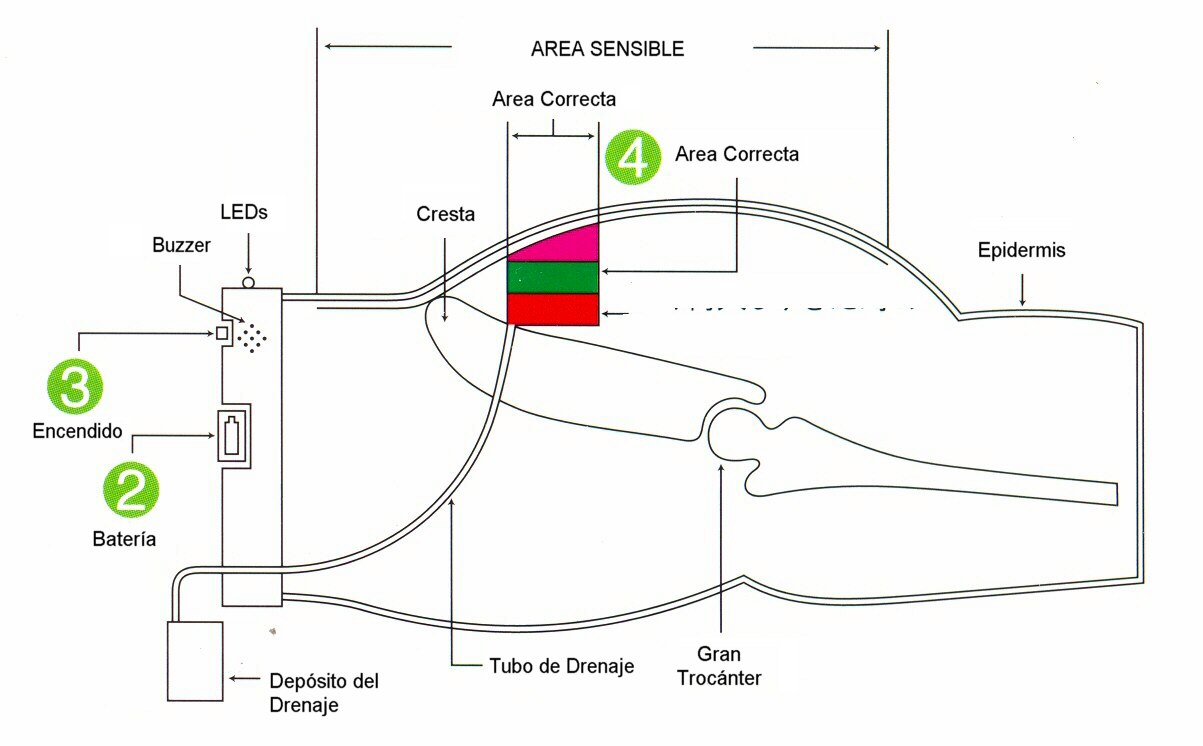 AREA SENSIBLE
Area Correcta
4
Area Correcta
LEDs
Cresta
Buzzer
Epidermis
3
Encendido
2
Batería
Tubo de Drenaje
Gran
Trocánter
Depósito del
Drenaje